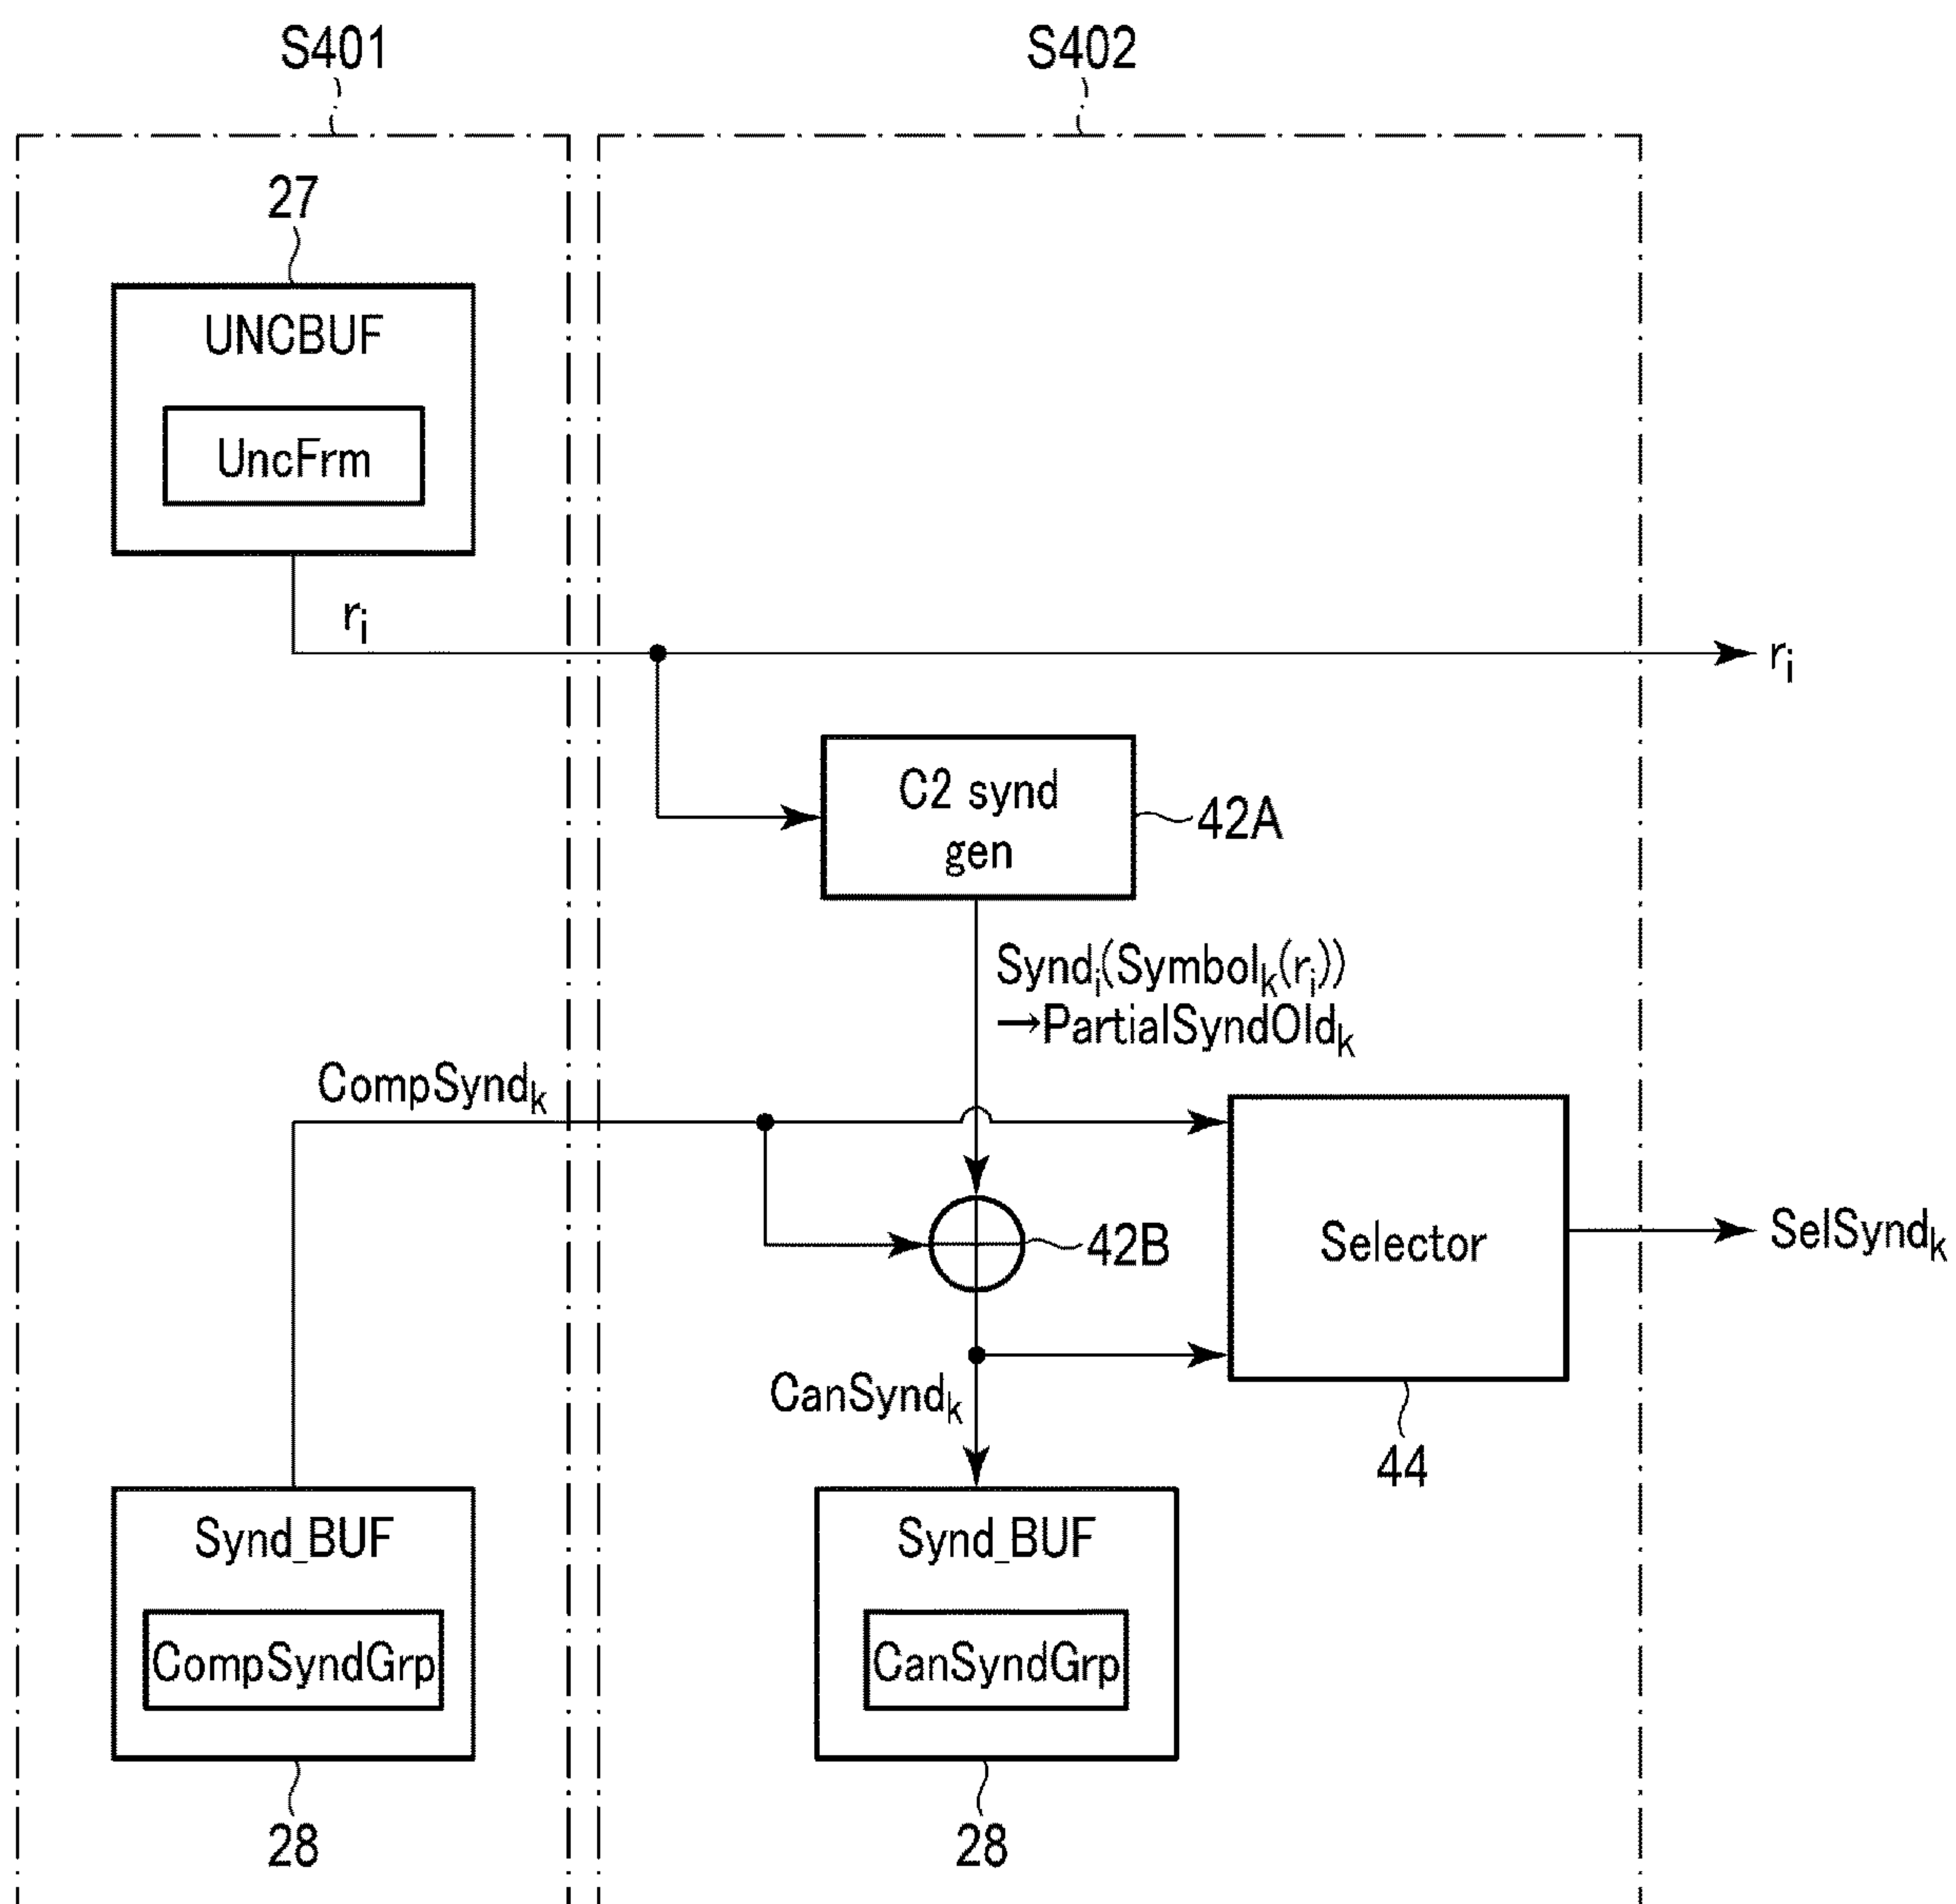 S401
S402
27
UNCBUF
UncFrm
rᵢ
rᵢ
C2 synd
gen
42A
Syndᵢ(Symbolₖ(rᵢ))
→PartialSyndOldₖ
CompSyndₖ
42B
Selector
SelSyndₖ
CanSyndₖ
44
Synd_BUF
CompSyndGrp
Synd_BUF
CanSyndGrp
28
28